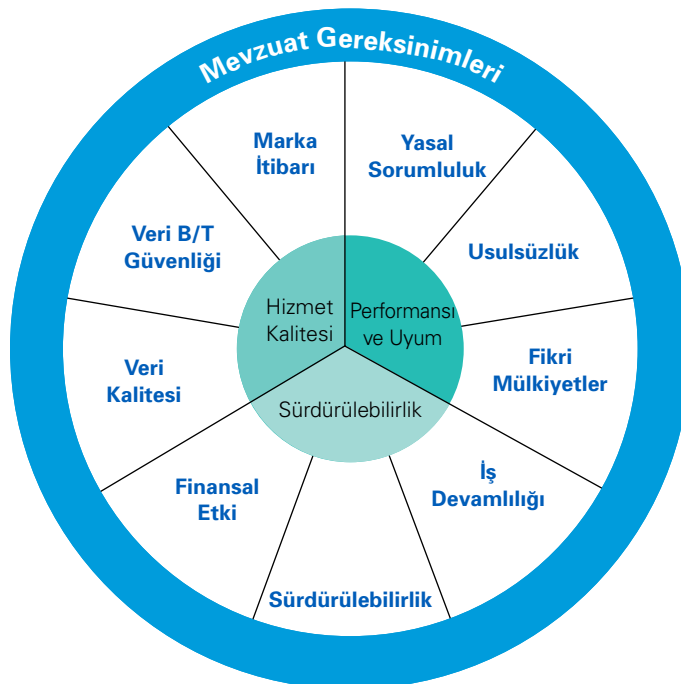 Mevzuat Gereksinimleri
Marka
İtibarı
Yasal
Sorumluluk
Veri B/T
Güvenliği
Usulsüzlük
Hizmet
Kalitesi
Performansı
ve Uyum
Veri
Kalitesi
Fikri
Mülkiyetler
Sürdürülebilirlik
Finansal
Etki
İş
Devamlılığı
Sürdürülebilirlik